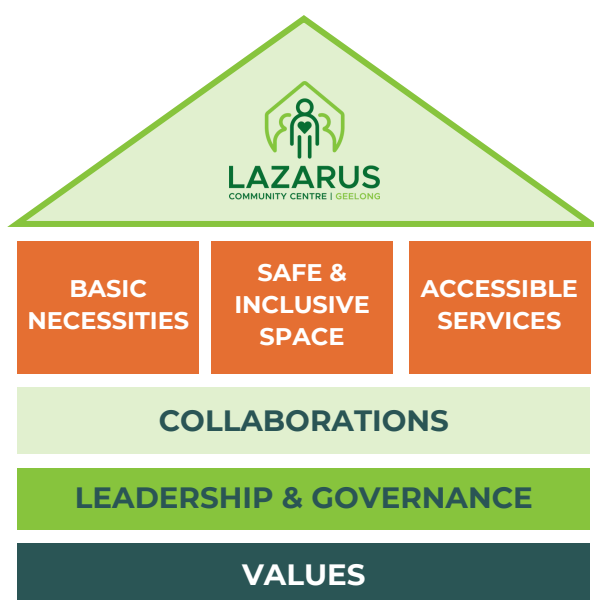 LAZARUS
COMMUNITY CENTRE | GEELONG
BASIC
NECESSITIES
SAFE &
INCLUSIVE
SPACE
ACCESSIBLE
SERVICES
COLLABORATIONS
LEADERSHIP & GOVERNANCE
VALUES